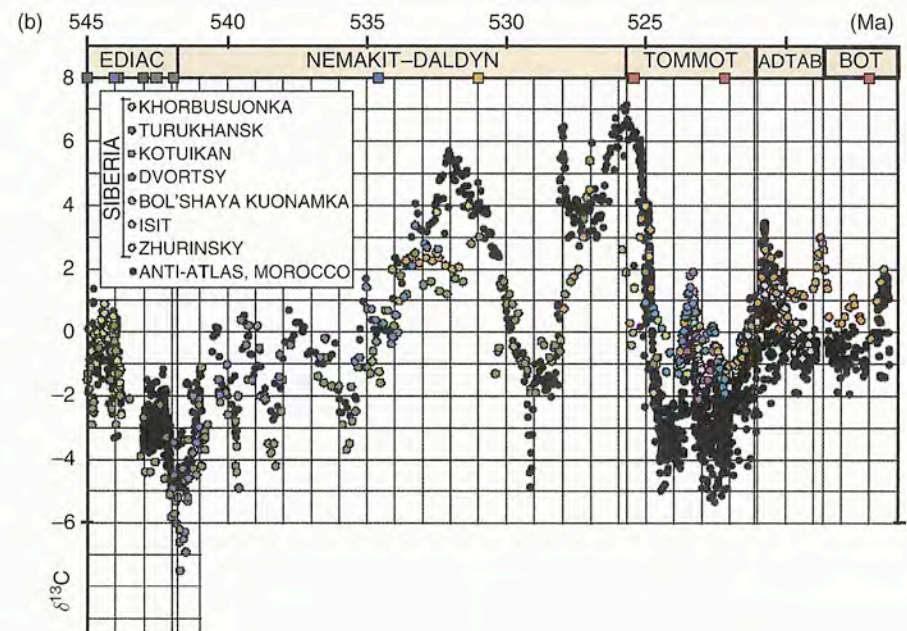 (b) 545 540 535 530 525 (Ma)
EDIAC NEMAKIT–DALDYN TOMMOT ADTAB BOT
8
6
4
2
0
−2
−4
−6
δ13C
SIBERIA
KHORBUSUONKA
TURUKHANSK
KOTUIKAN
DVORTSY
BOL'SHAYA KUONAMKA
ISIT
ZHURINSKY
ANTI-ATLAS, MOROCCO